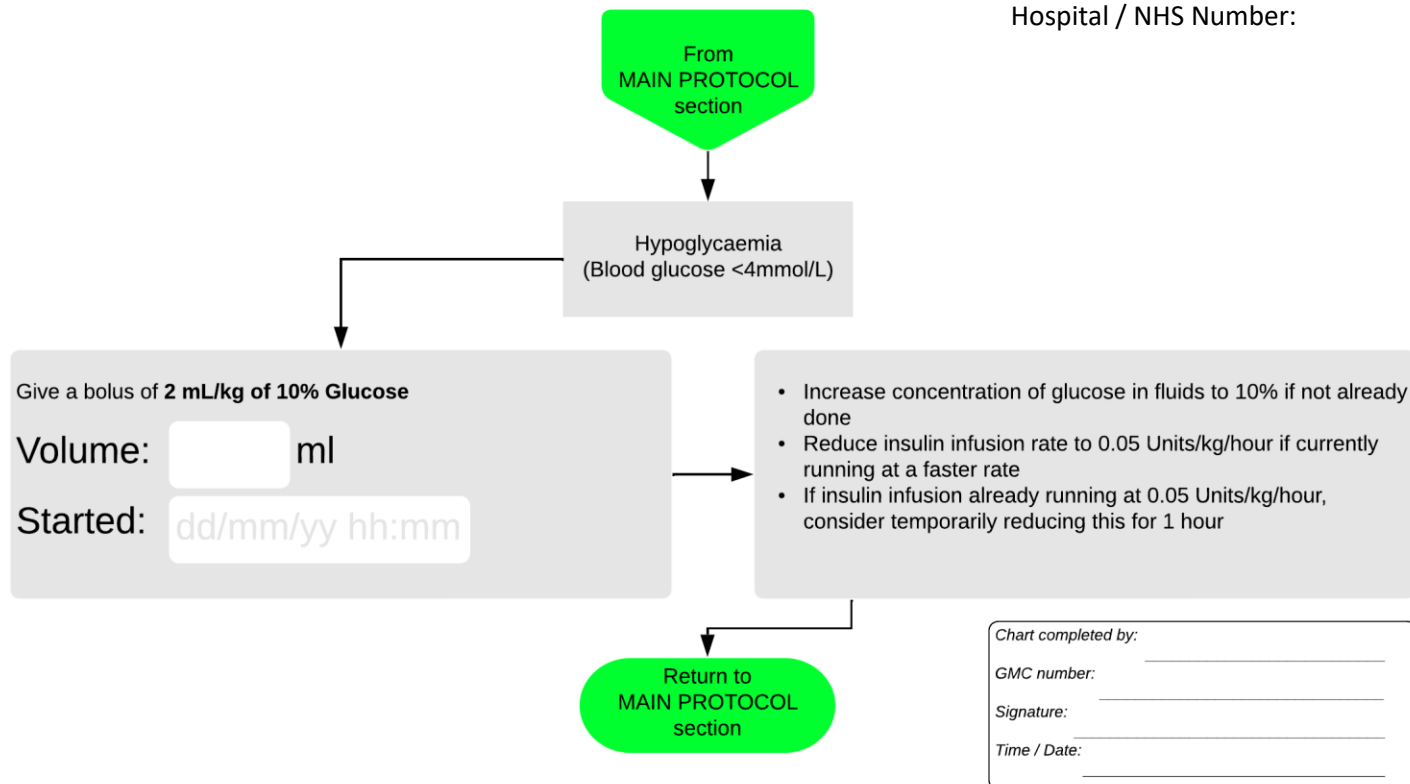 Hospital / NHS Number:
From
MAIN PROTOCOL
section
Hypoglycaemia
(Blood glucose <4mmol/L)
Give a bolus of 2 mL/kg of 10% Glucose
Volume: ml
Started: dd/mm/yy hh:mm
• Increase concentration of glucose in fluids to 10% if not already
done
• Reduce insulin infusion rate to 0.05 Units/kg/hour if currently
running at a faster rate
• If insulin infusion already running at 0.05 Units/kg/hour,
consider temporarily reducing this for 1 hour
Return to
MAIN PROTOCOL
section
Chart completed by:
GMC number:
Signature:
Time / Date: